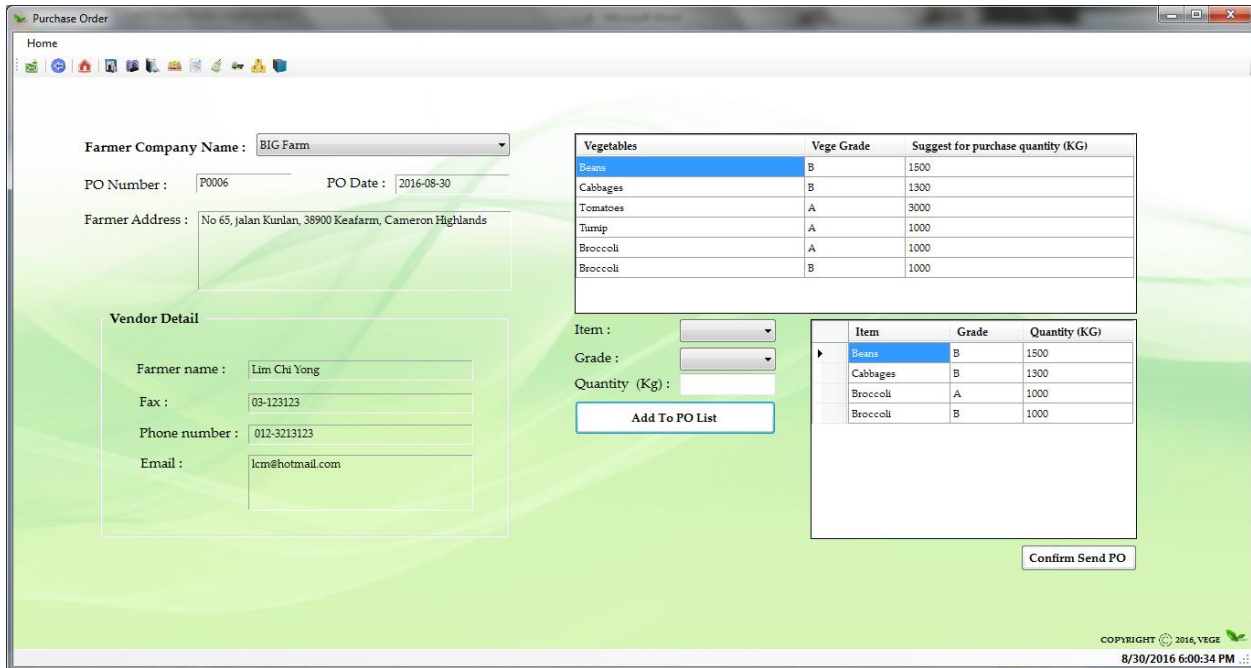 Purchase Order
Home
Farmer Company Name : BIG Farm
PO Number : P0006 PO Date : 2016-08-30
Farmer Address : No 65, jalan Kunlan, 38900 Keafarm, Cameron Highlands
Vendor Detail
Farmer name : Lim Chi Yong
Fax : 03-123123
Phone number : 012-3213123
Email : lcm@hotmail.com
Vegetables Vege Grade Suggest for purchase quantity (KG)
Beans B 1500
Cabbages B 1300
Tomatoes A 3000
Turnip A 1000
Broccoli A 1000
Broccoli B 1000
Item :
Grade :
Quantity (Kg) :
Add To PO List
Item Grade Quantity (KG)
Beans B 1500
Cabbages B 1300
Broccoli A 1000
Broccoli B 1000
Confirm Send PO
COPYRIGHT © 2016, VEGE
8/30/2016 6:00:34 PM